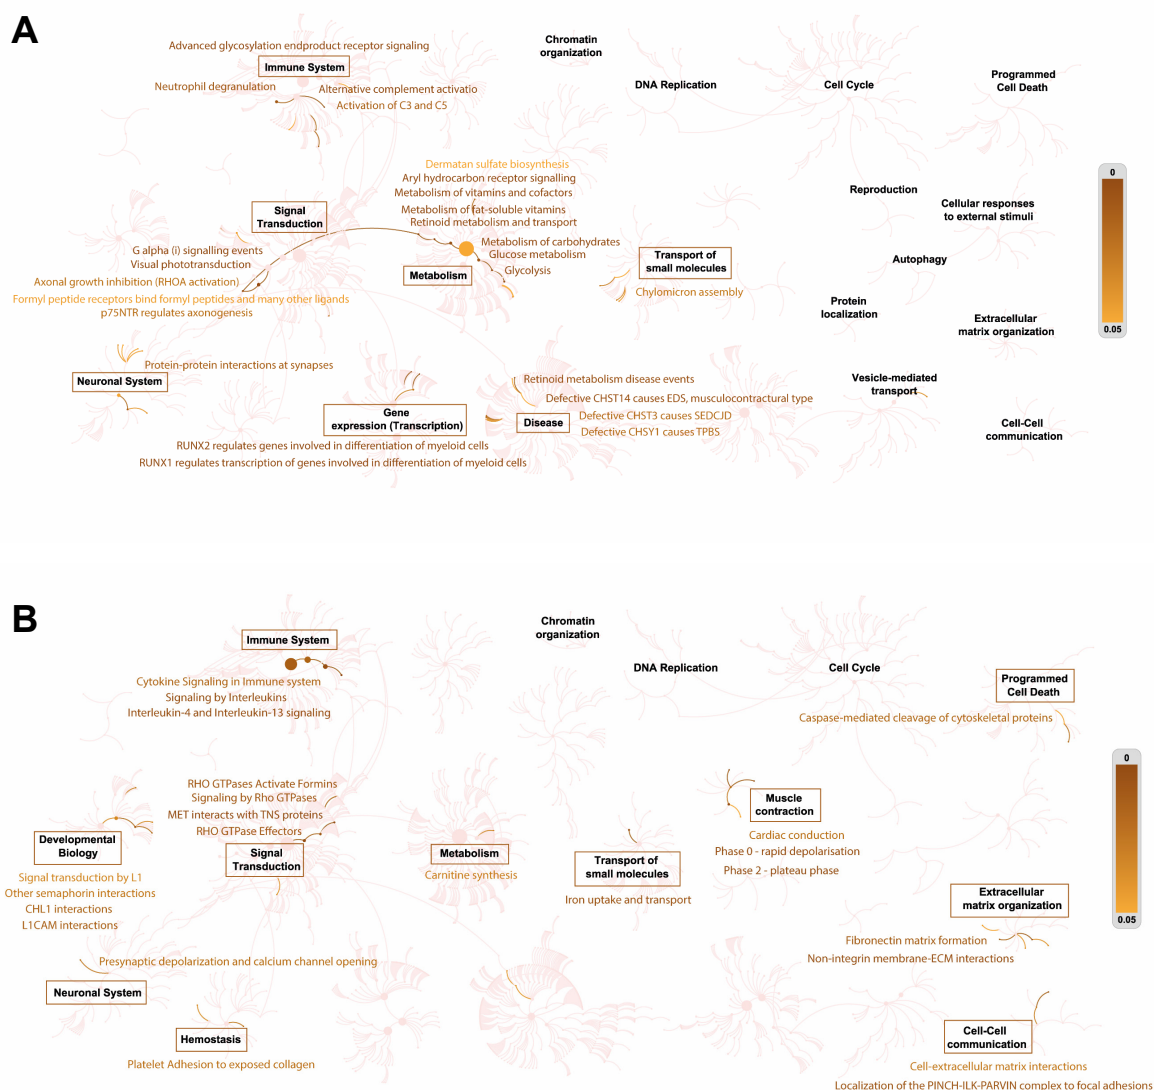 A
Advanced glycosylation endproduct receptor signaling
Immune System
Neutrophil degranulation
Alternative complement activatio
Activation of C3 and C5
Chromatin
organization
DNA Replication
Cell Cycle
Programmed
Cell Death
Dermatan sulfate biosynthesis
Aryl hydrocarbon receptor signalling
Metabolism of vitamins and cofactors
Metabolism of fat-soluble vitamins
Retinoid metabolism and transport
Signal
Transduction
Metabolism of carbohydrates
Glucose metabolism
Glycolysis
Metabolism
G alpha (i) signalling events
Visual phototransduction
Axonal growth inhibition (RHOA activation)
Formyl peptide receptors bind formyl peptides and many other ligands
p75NTR regulates axonogenesis
Transport of
small molecules
Chylomicron assembly
Reproduction
Cellular responses
to external stimuli
Autophagy
Protein
localization
Extracellular
matrix organization
0
0.05
Protein-protein interactions at synapses
Neuronal System
Gene
expression (Transcription)
RUNX2 regulates genes involved in differentiation of myeloid cells
RUNX1 regulates transcription of genes involved in differentiation of myeloid cells
Retinoid metabolism disease events
Defective CHST14 causes EDS, musculocontractural type
Disease
Defective CHST3 causes SEDCJD
Defective CHSY1 causes TPBS
Vesicle-mediated
transport
Cell-Cell
communication
B
Immune System
Cytokine Signaling in Immune system
Signaling by Interleukins
Interleukin-4 and Interleukin-13 signaling
Chromatin
organization
DNA Replication
Cell Cycle
Programmed
Cell Death
Caspase-mediated cleavage of cytoskeletal proteins
RHO GTPases Activate Formins
Signaling by Rho GTPases
MET interacts with TNS proteins
RHO GTPase Effectors
Signal
Transduction
Developmental
Biology
Signal transduction by L1
Other semaphorin interactions
CHL1 interactions
L1CAM interactions
Metabolism
Carnitine synthesis
Transport of
small molecules
Iron uptake and transport
Muscle
contraction
Cardiac conduction
Phase 0 - rapid depolarisation
Phase 2 - plateau phase
0
0.05
Extracellular
matrix organization
Fibronectin matrix formation
Non-integrin membrane-ECM interactions
Presynaptic depolarization and calcium channel opening
Neuronal System
Hemostasis
Platelet Adhesion to exposed collagen
Cell-Cell
communication
Cell-extracellular matrix interactions
Localization of the PINCH-ILK-PARVIN complex to focal adhesions